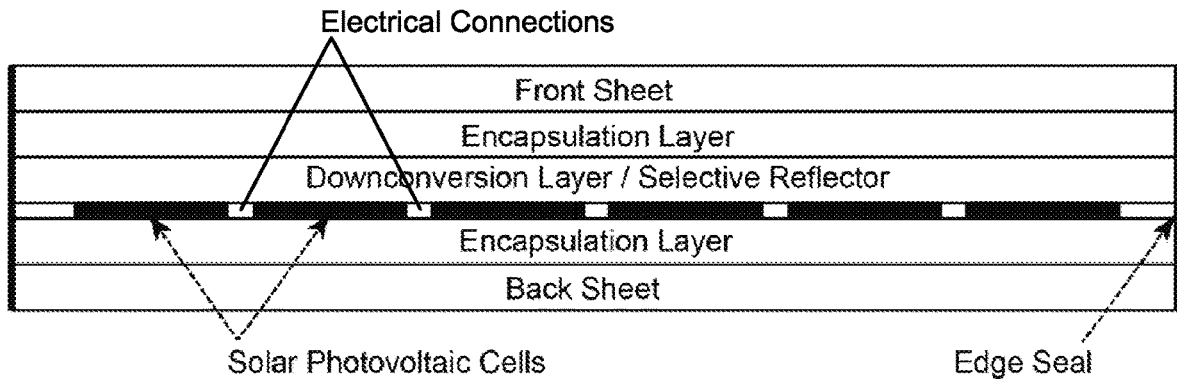 Electrical Connections
Front Sheet
Encapsulation Layer
Downconversion Layer / Selective Reflector
Encapsulation Layer
Back Sheet
Solar Photovoltaic Cells
Edge Seal